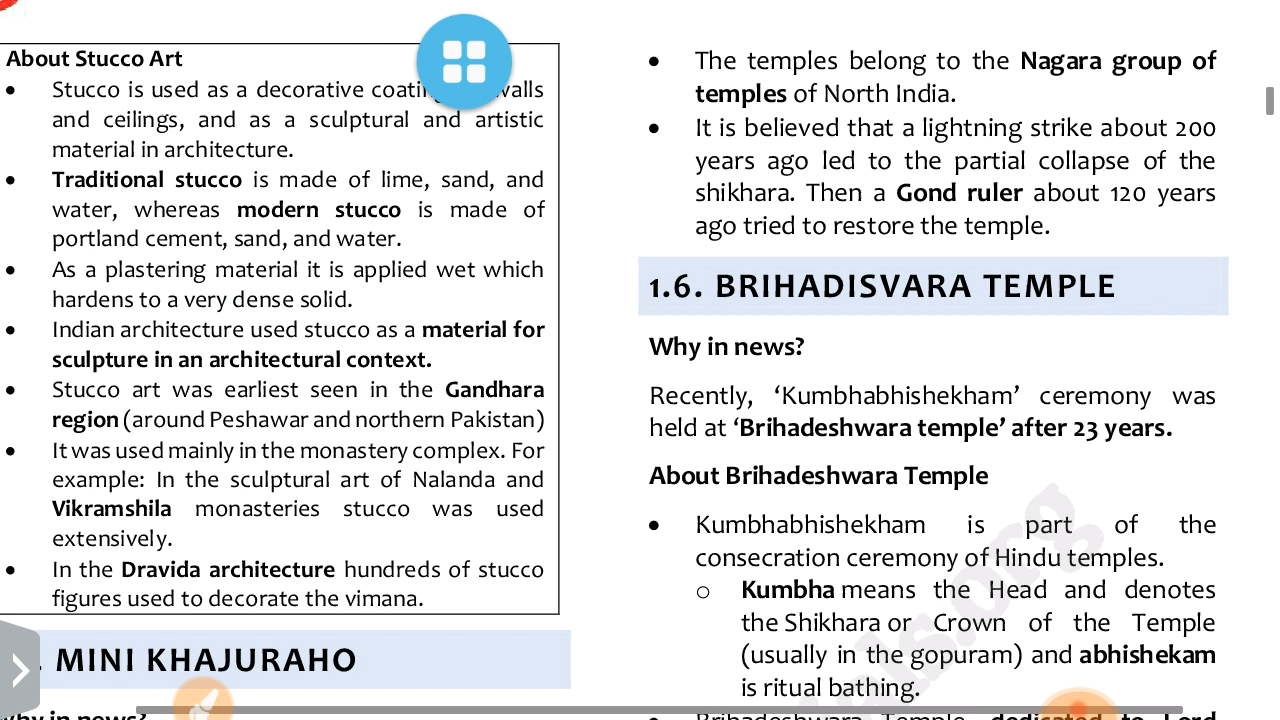 About Stucco Art
• Stucco is used as a decorative coating walls
and ceilings, and as a sculptural and artistic
material in architecture.
• Traditional stucco is made of lime, sand, and
water, whereas modern stucco is made of
portland cement, sand, and water.
• As a plastering material it is applied wet which
hardens to a very dense solid.
• Indian architecture used stucco as a material for
sculpture in an architectural context.
• Stucco art was earliest seen in the Gandhara
region (around Peshawar and northern Pakistan)
• It was used mainly in the monastery complex. For
example: In the sculptural art of Nalanda and
Vikramshila monasteries stucco was used
extensively.
• In the Dravida architecture hundreds of stucco
figures used to decorate the vimana.
MINI KHAJURAHO
Why in news?
• The temples belong to the Nagara group of
temples of North India.
• It is believed that a lightning strike about 200
years ago led to the partial collapse of the
shikhara. Then a Gond ruler about 120 years
ago tried to restore the temple.
1.6. BRIHADISVARA TEMPLE
Why in news?
Recently, ‘Kumbhabhishekham’ ceremony was
held at ‘Brihadeshwara temple’ after 23 years.
About Brihadeshwara Temple
• Kumbhabhishekham is part of the
consecration ceremony of Hindu temples.
o Kumbha means the Head and denotes
the Shikhara or Crown of the Temple
(usually in the gopuram) and abhishekam
is ritual bathing.
• Brihadeshwara Temple dedicated to Lord
als.org